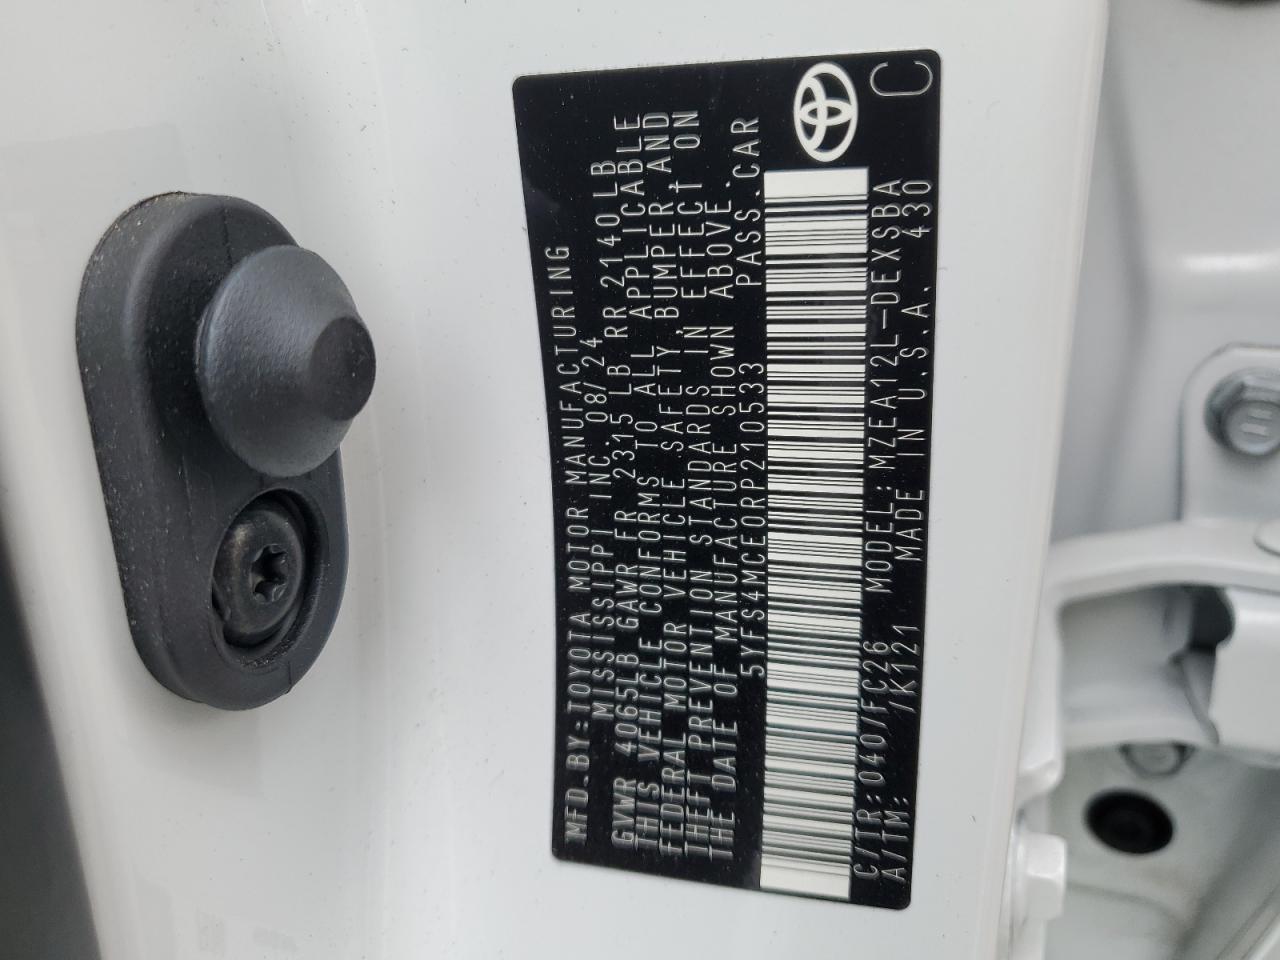 MFD.BY:TOYOTA MOTOR MANUFACTURING
MISSISSIPPI INC. 08/24
GVWR 4065LB GAWR FR 2315 LB RR 2140LB
THIS VEHICLE CONFORMS TO ALL APPLICABLE
FEDERAL MOTOR VEHICLE SAFETY,BUMPER AND
THEFT PREVENTION STANDARDS IN EFFECT ON
THE DATE OF MANUFACTURE SHOWN ABOVE.
5YFS4MCE0RP210533 PASS.CAR
C/TR:040/FC26 MODEL:MZEA12L-DEXSBA
A/TM: /K121 MADE IN U.S.A. 430
C